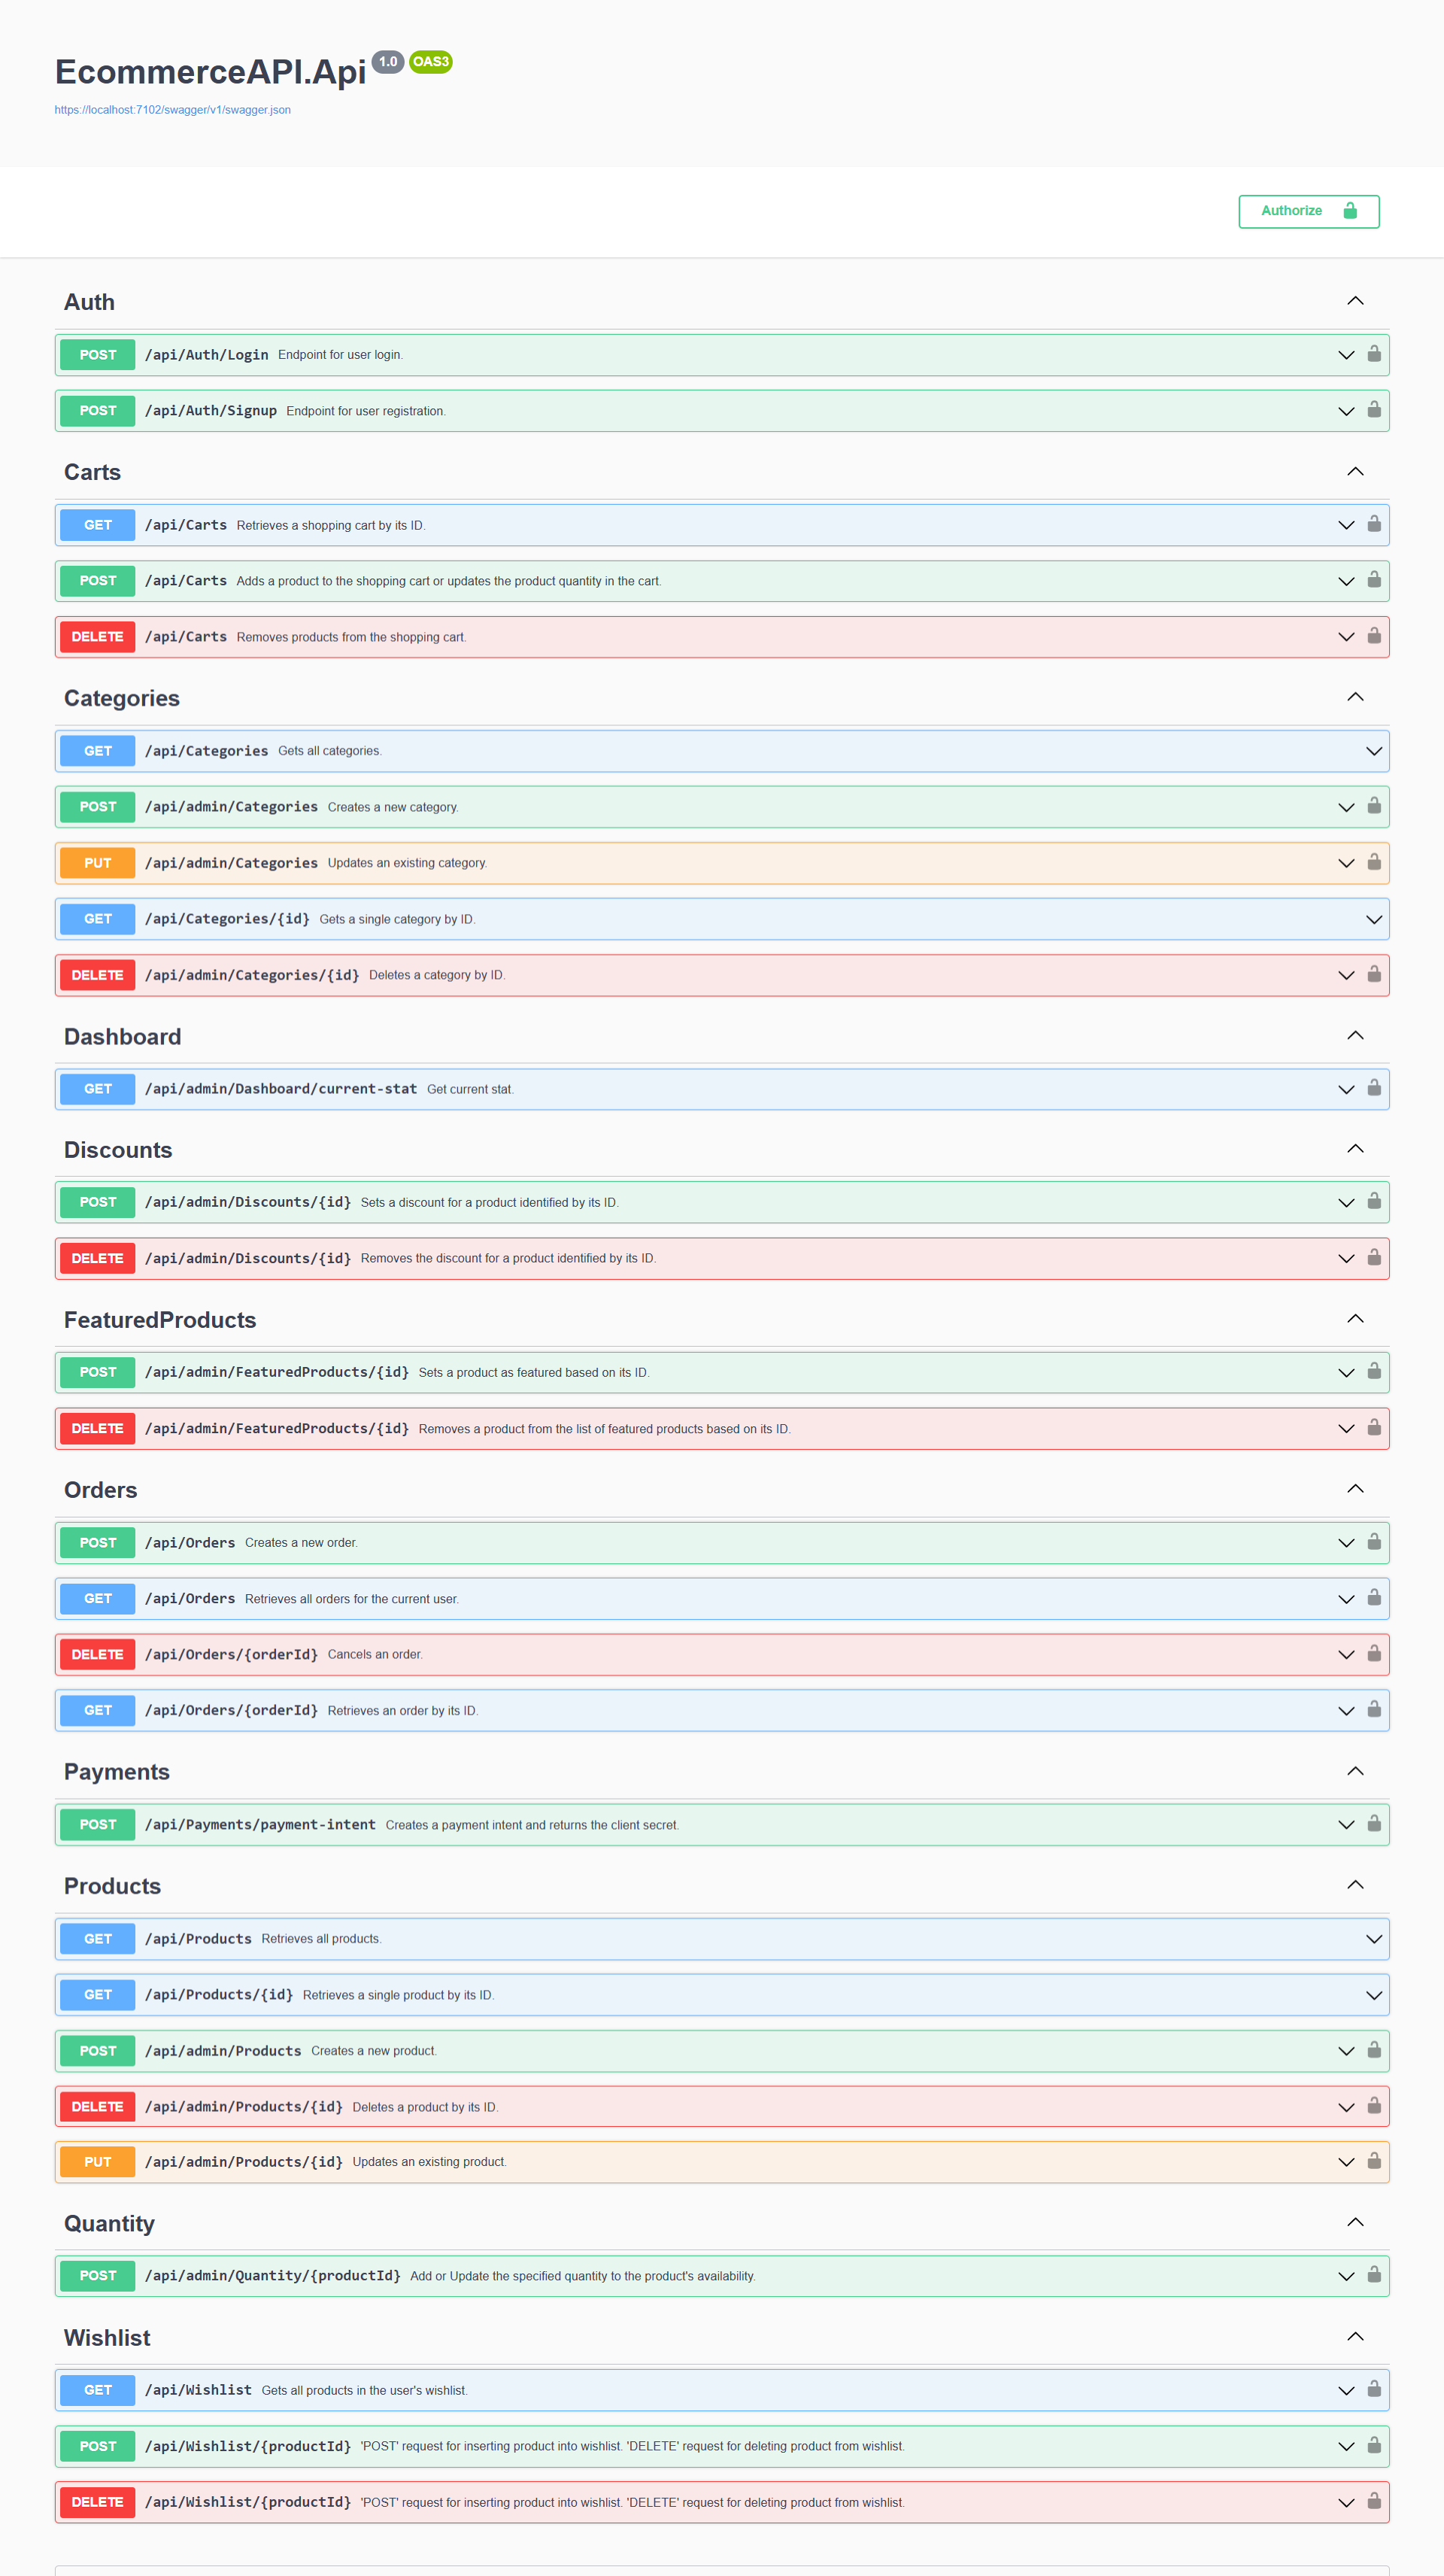 EcommerceAPI.Api 1.0 OAS3
https://localhost:7102/swagger/v1/swagger.json
Authorize
Auth
POST /api/Auth/Login Endpoint for user login.
POST /api/Auth/Signup Endpoint for user registration.
Carts
GET /api/Carts Retrieves a shopping cart by its ID.
POST /api/Carts Adds a product to the shopping cart or updates the product quantity in the cart.
DELETE /api/Carts Removes products from the shopping cart.
Categories
GET /api/Categories Gets all categories.
POST /api/admin/Categories Creates a new category.
PUT /api/admin/Categories Updates an existing category.
GET /api/Categories/{id} Gets a single category by ID.
DELETE /api/admin/Categories/{id} Deletes a category by ID.
Dashboard
GET /api/admin/Dashboard/current-stat Get current stat.
Discounts
POST /api/admin/Discounts/{id} Sets a discount for a product identified by its ID.
DELETE /api/admin/Discounts/{id} Removes the discount for a product identified by its ID.
FeaturedProducts
POST /api/admin/FeaturedProducts/{id} Sets a product as featured based on its ID.
DELETE /api/admin/FeaturedProducts/{id} Removes a product from the list of featured products based on its ID.
Orders
POST /api/Orders Creates a new order.
GET /api/Orders Retrieves all orders for the current user.
DELETE /api/Orders/{orderId} Cancels an order.
GET /api/Orders/{orderId} Retrieves an order by its ID.
Payments
POST /api/Payments/payment-intent Creates a payment intent and returns the client secret.
Products
GET /api/Products Retrieves all products.
GET /api/Products/{id} Retrieves a single product by its ID.
POST /api/admin/Products Creates a new product.
DELETE /api/admin/Products/{id} Deletes a product by its ID.
PUT /api/admin/Products/{id} Updates an existing product.
Quantity
POST /api/admin/Quantity/{productId} Add or Update the specified quantity to the product's availability.
Wishlist
GET /api/Wishlist Gets all products in the user's wishlist.
POST /api/Wishlist/{productId} 'POST' request for inserting product into wishlist. 'DELETE' request for deleting product from wishlist.
DELETE /api/Wishlist/{productId} 'POST' request for inserting product into wishlist. 'DELETE' request for deleting product from wishlist.